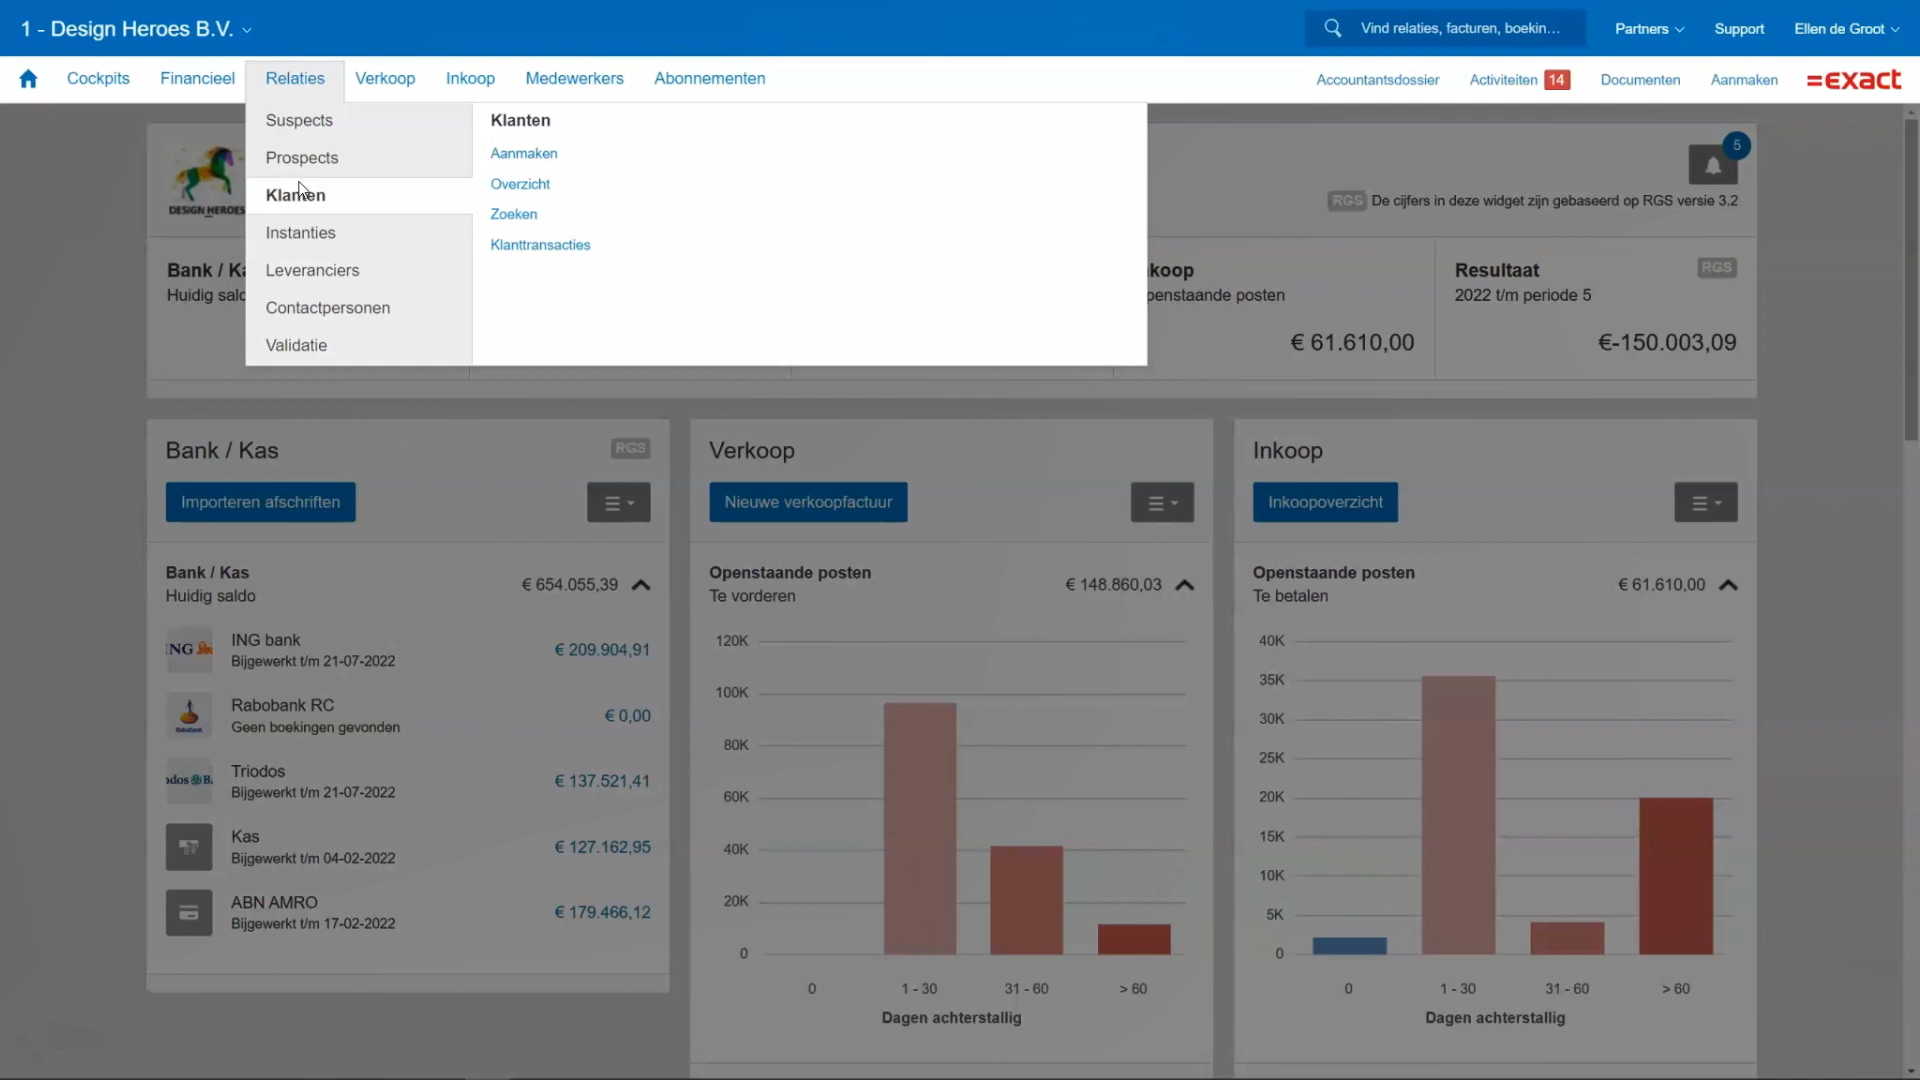 1 - Design Heroes B.V.
Vind relaties, facturen, boekin...
Partners
Support
Ellen de Groot
Cockpits
Financieel
Relaties
Verkoop
Inkoop
Medewerkers
Abonnementen
Accountantsdossier
Activiteiten 14
Documenten
Aanmaken
=exact
Suspects
Prospects
Klanten
Instanties
Leveranciers
Contactpersonen
Validatie
Klanten
Aanmaken
Overzicht
Zoeken
Klanttransacties
DESIGN HEROES
5
RGS De cijfers in deze widget zijn gebaseerd op RGS versie 3.2
Bank / Ka
Huidig saldo
koop
penstaande posten
€ 61.610,00
Resultaat
RGS
2022 t/m periode 5
€-150.003,09
Bank / Kas
RGS
Importeren afschriften
Bank / Kas
Huidig saldo
€ 654.055,39
ING
ING bank
Bijgewerkt t/m 21-07-2022
€ 209.904,91
Rabobank
Rabobank RC
Geen boekingen gevonden
€ 0,00
dos B.
Triodos
Bijgewerkt t/m 21-07-2022
€ 137.521,41
Kas
Bijgewerkt t/m 04-02-2022
€ 127.162,95
ABN AMRO
Bijgewerkt t/m 17-02-2022
€ 179.466,12
Verkoop
Nieuwe verkoopfactuur
Openstaande posten
Te vorderen
€ 148.860,03
120K
100K
80K
60K
40K
20K
0
0
1 - 30
31 - 60
> 60
Dagen achterstallig
Inkoop
Inkoopoverzicht
Openstaande posten
Te betalen
€ 61.610,00
40K
35K
30K
25K
20K
15K
10K
5K
0
0
1 - 30
31 - 60
> 60
Dagen achterstallig